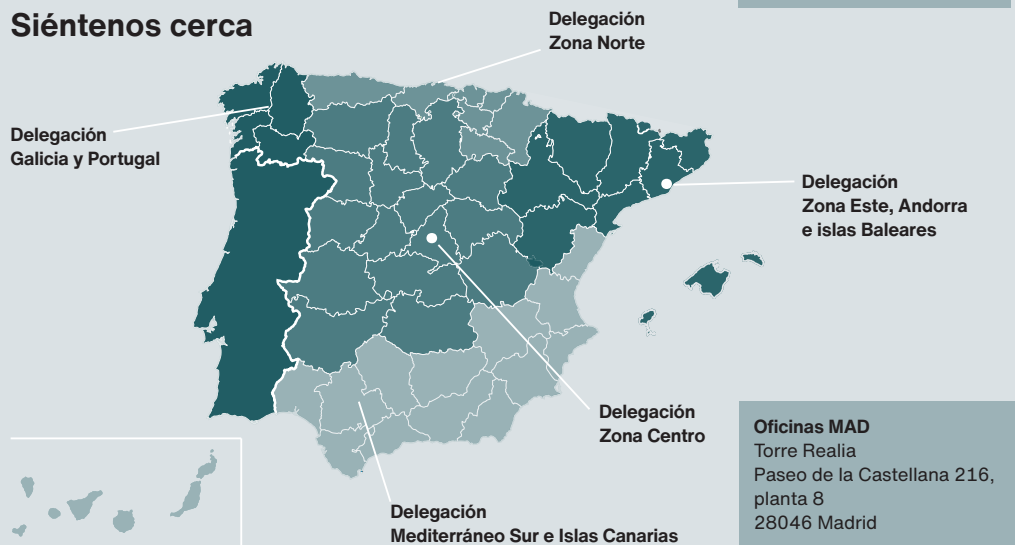 Siéntenos cerca
Delegación
Zona Norte
Delegación
Galicia y Portugal
Delegación
Zona Este, Andorra
e islas Baleares
Delegación
Zona Centro
Delegación
Mediterráneo Sur e Islas Canarias
Oficinas MAD
Torre Realia
Paseo de la Castellana 216,
planta 8
28046 Madrid